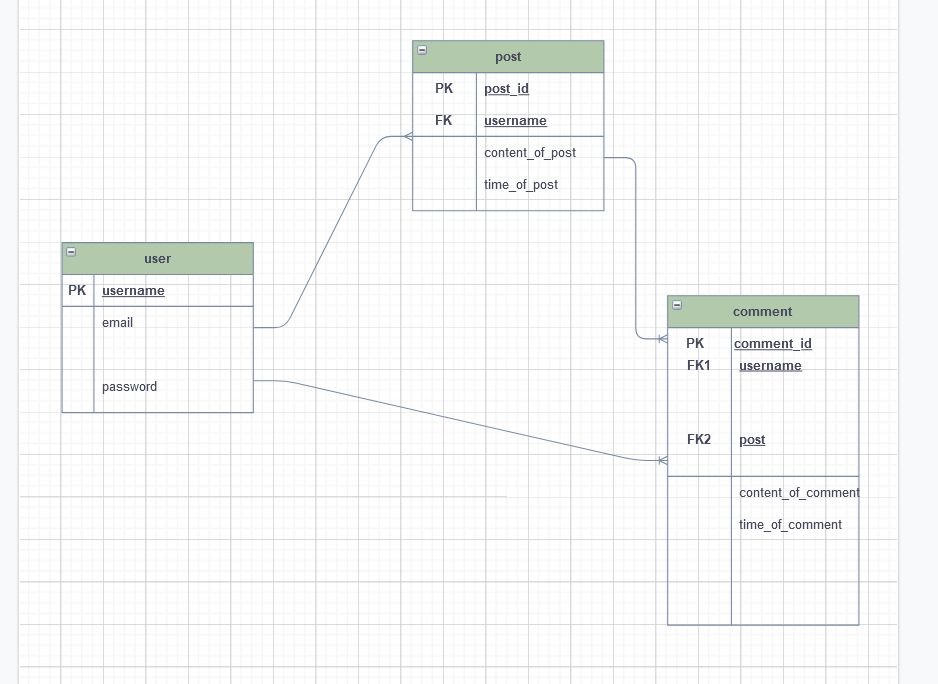 post
PK post_id
FK username
content_of_post
time_of_post
user
PK username
email
password
comment
PK comment_id
FK1 username
FK2 post
content_of_comment
time_of_comment